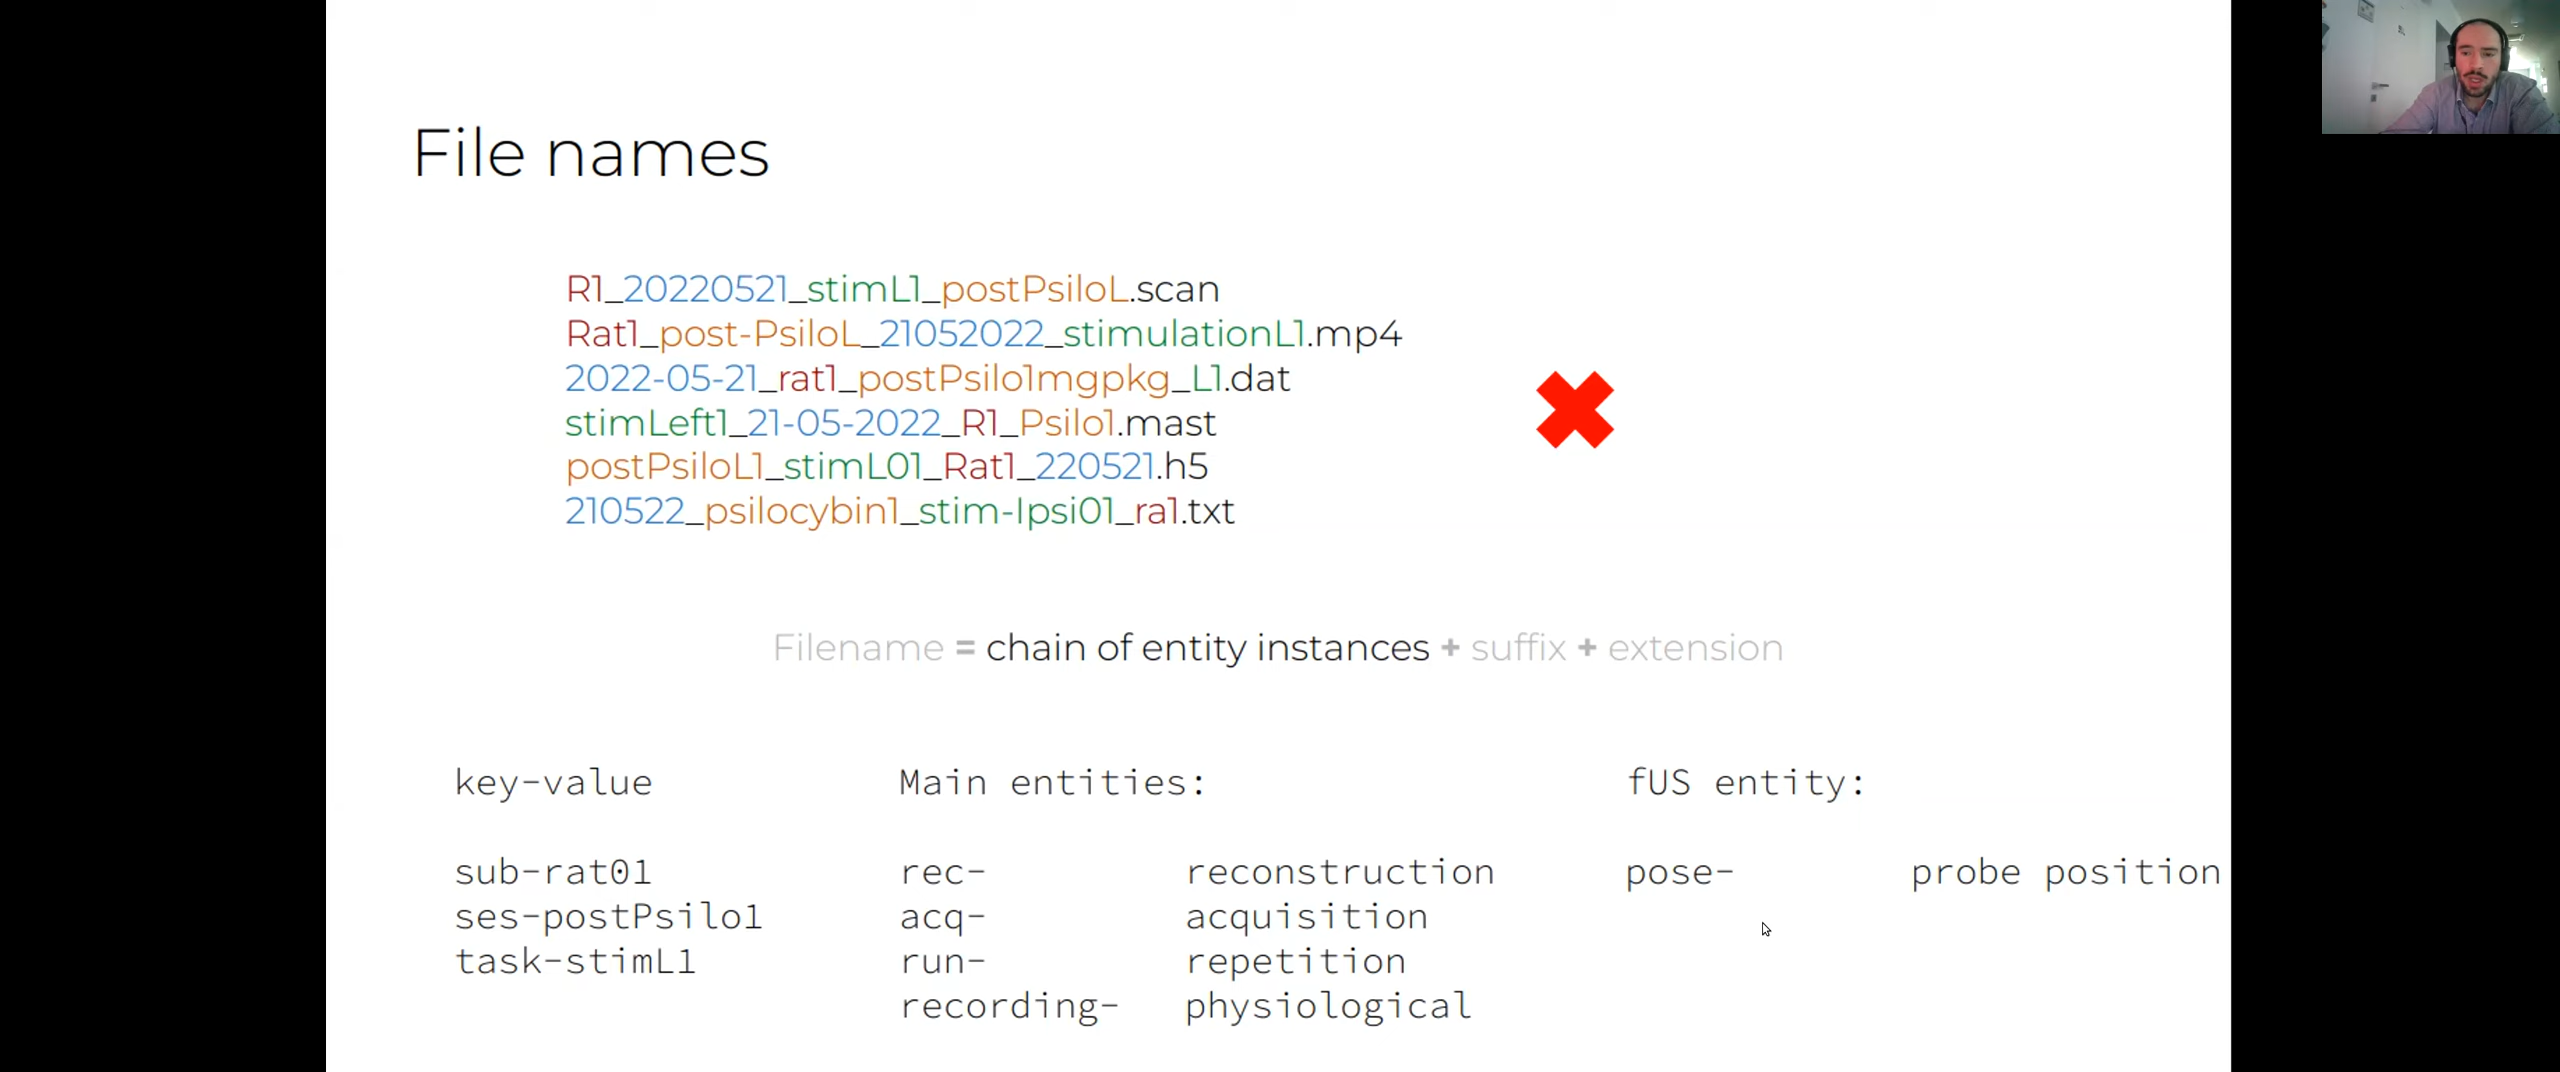 File names
R1_20220521_stimL1_postPsiloL.scan
Rat1_post-PsiloL_21052022_stimulationL1.mp4
2022-05-21_rat1_postPsilo1mgpkg_L1.dat
stimLeft1_21-05-2022_R1_Psilo1.mast
postPsiloL1_stimL01_Rat1_220521.h5
210522_psilocybin1_stim-Ipsi01_ra1.txt
Filename = chain of entity instances + suffix + extension
key-value Main entities: fUS entity:
sub-rat01 rec- reconstruction pose- probe position
ses-postPsilo1 acq- acquisition
task-stimL1 run- repetition
recording- physiological